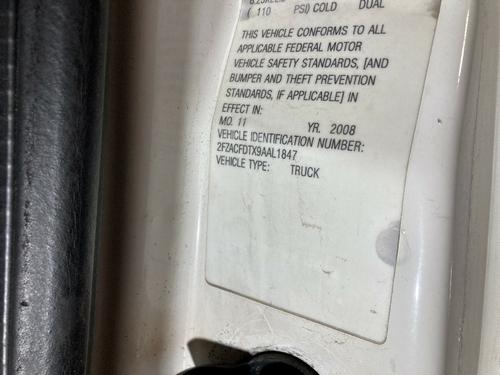 ( 110 PSI) COLD DUAL
THIS VEHICLE CONFORMS TO ALL
APPLICABLE FEDERAL MOTOR
VEHICLE SAFETY STANDARDS, [AND
BUMPER AND THEFT PREVENTION
STANDARDS, IF APPLICABLE] IN
EFFECT IN:
MO. 11 YR. 2008
VEHICLE IDENTIFICATION NUMBER:
2FZACFDTX9AAL1847
VEHICLE TYPE: TRUCK